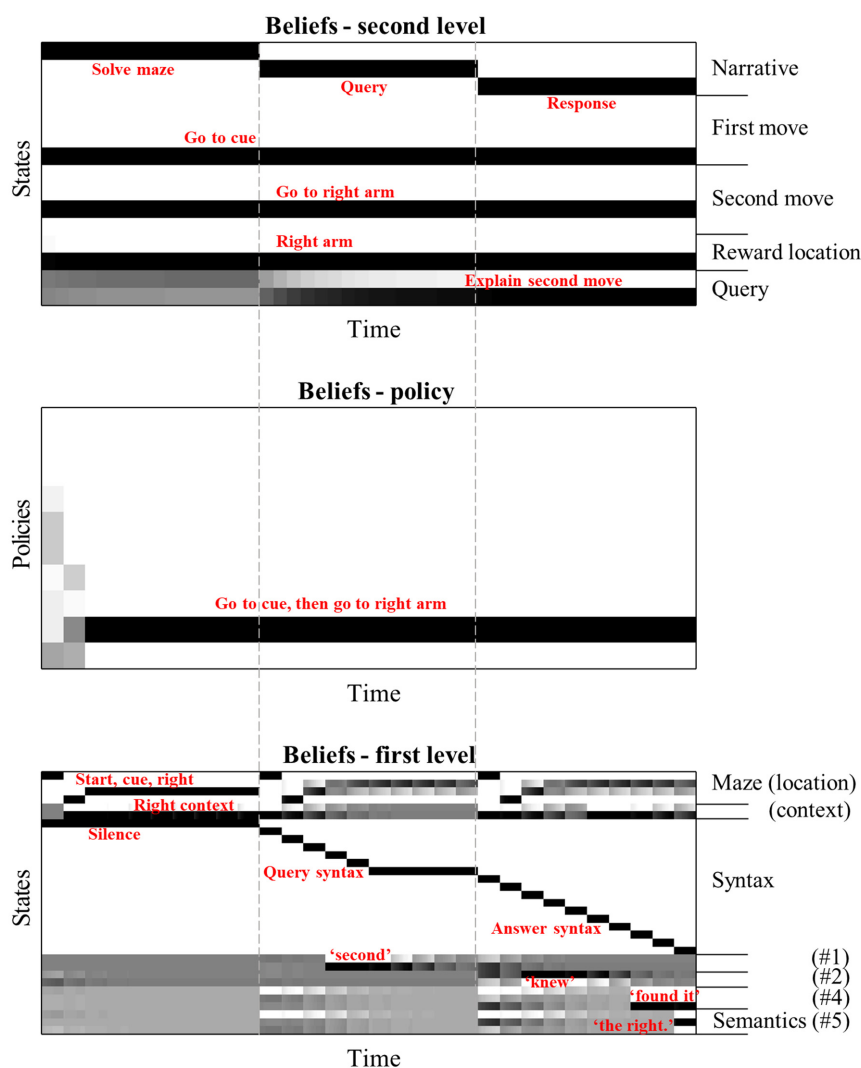 Beliefs - second level
Solve maze
Narrative
Query
Response
First move
Go to cue
States
Go to right arm
Second move
Right arm
Reward location
Explain second move
Query
Time
Beliefs - policy
Policies
Go to cue, then go to right arm
Time
Beliefs - first level
Start, cue, right
Maze (location)
Right context
(context)
Silence
Query syntax
Syntax
States
Answer syntax
'second'
(#1)
'knew'
(#2)
'found it'
(#4)
'the right.'
Semantics (#5)
Time